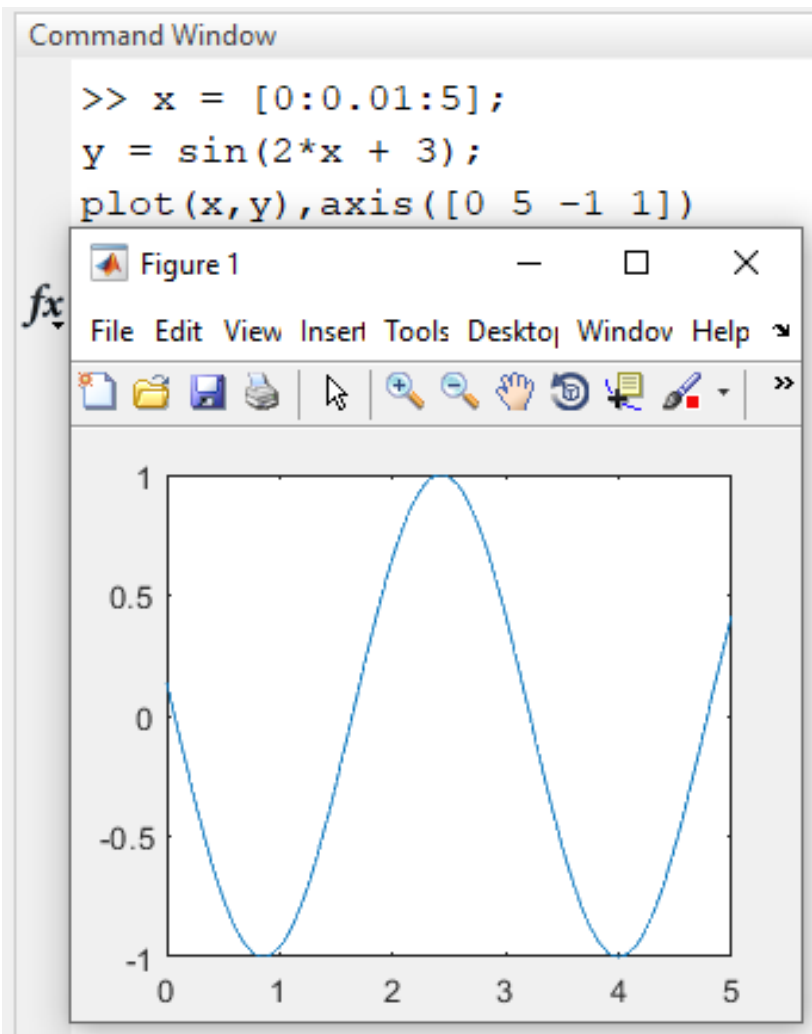 Command Window
>> x = [0:0.01:5];
y = sin(2*x + 3);
plot(x,y),axis([0 5 -1 1])
fx
Figure 1
File Edit View Insert Tools Desktop Window Help
1
0.5
0
-0.5
-1
0 1 2 3 4 5